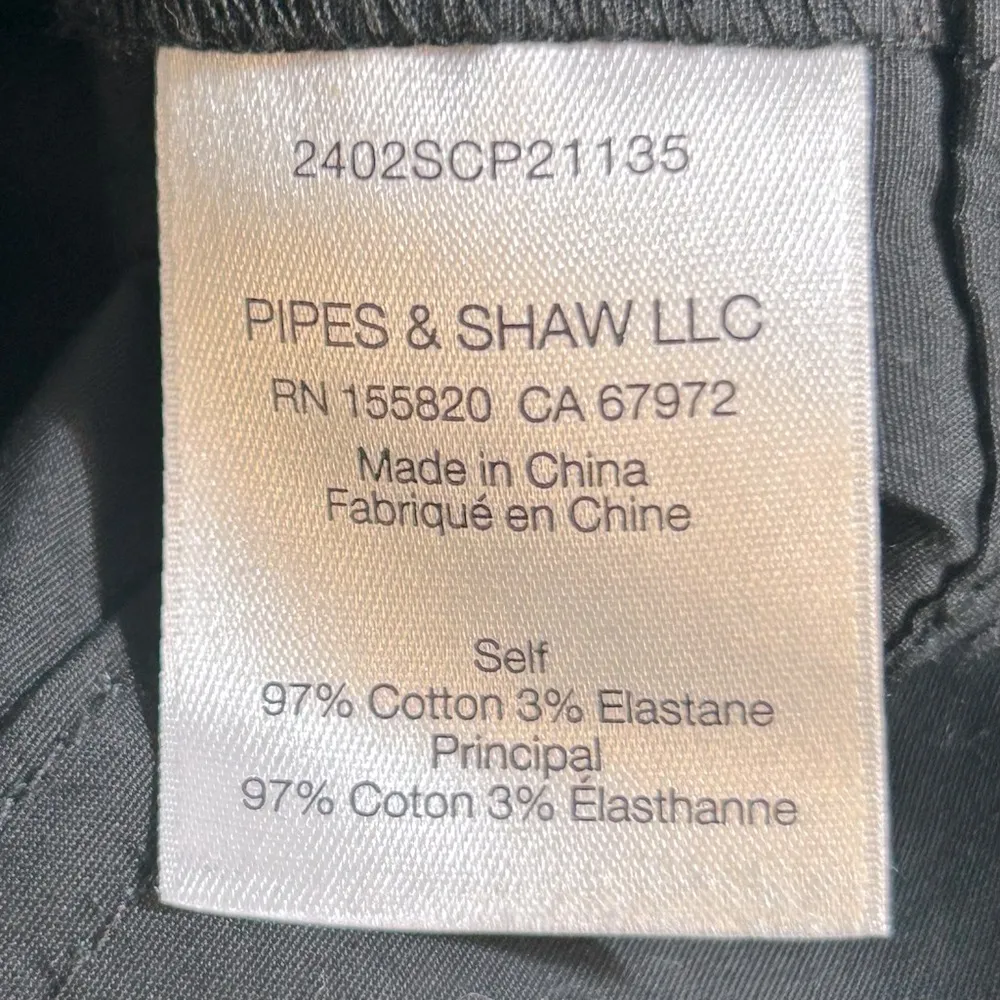 2402SCP21135
PIPES & SHAW LLC
RN 155820 CA 67972
Made in China
Fabriqué en Chine
Self
97% Cotton 3% Elastane
Principal
97% Coton 3% Élasthanne